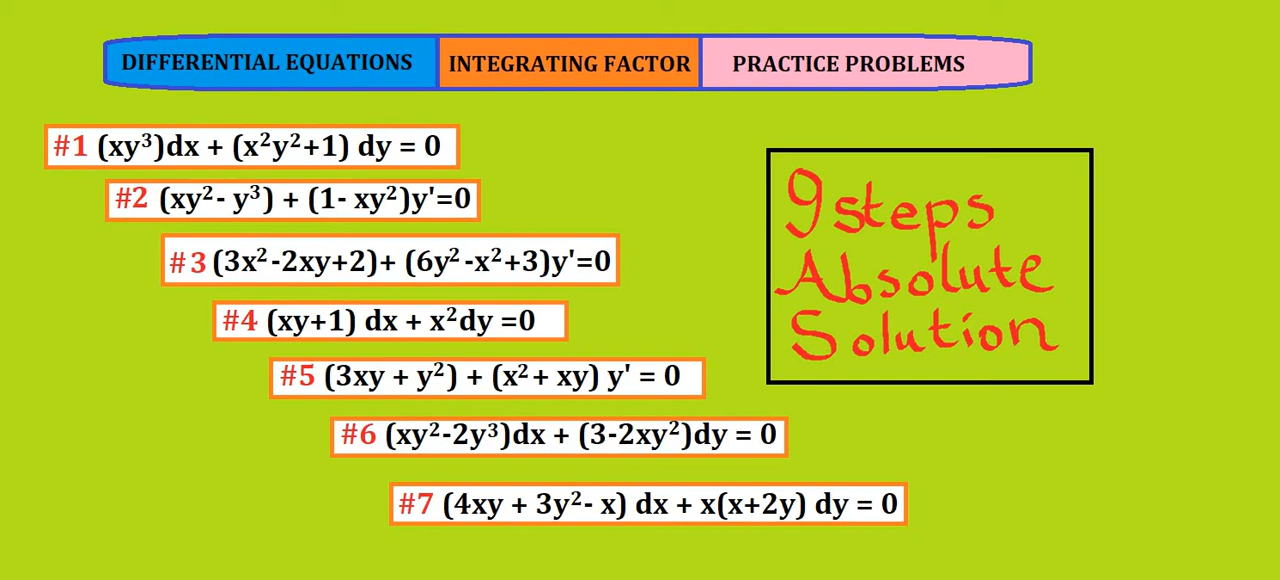 DIFFERENTIAL EQUATIONS INTEGRATING FACTOR PRACTICE PROBLEMS
#1 (xy³)dx + (x²y²+1) dy = 0
#2 (xy²- y³) + (1- xy²)y'=0
#3 (3x²-2xy+2)+ (6y²-x²+3)y'=0
#4 (xy+1) dx + x²dy =0
#5 (3xy + y²) + (x²+ xy) y' = 0
#6 (xy²-2y³)dx + (3-2xy²)dy = 0
#7 (4xy + 3y²- x) dx + x(x+2y) dy = 0
9steps
Absolute
Solution